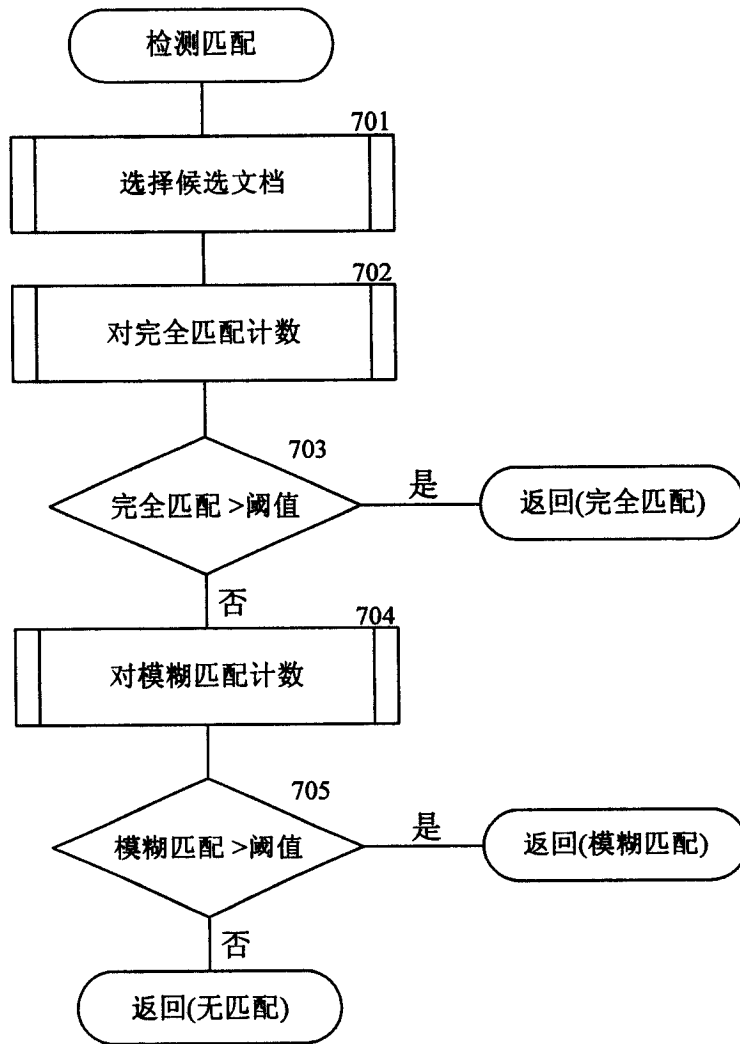 检测匹配
701
选择候选文档
702
对完全匹配计数
703
完全匹配 >阈值
是
返回(完全匹配)
否
704
对模糊匹配计数
705
模糊匹配 >阈值
是
返回(模糊匹配)
否
返回(无匹配)